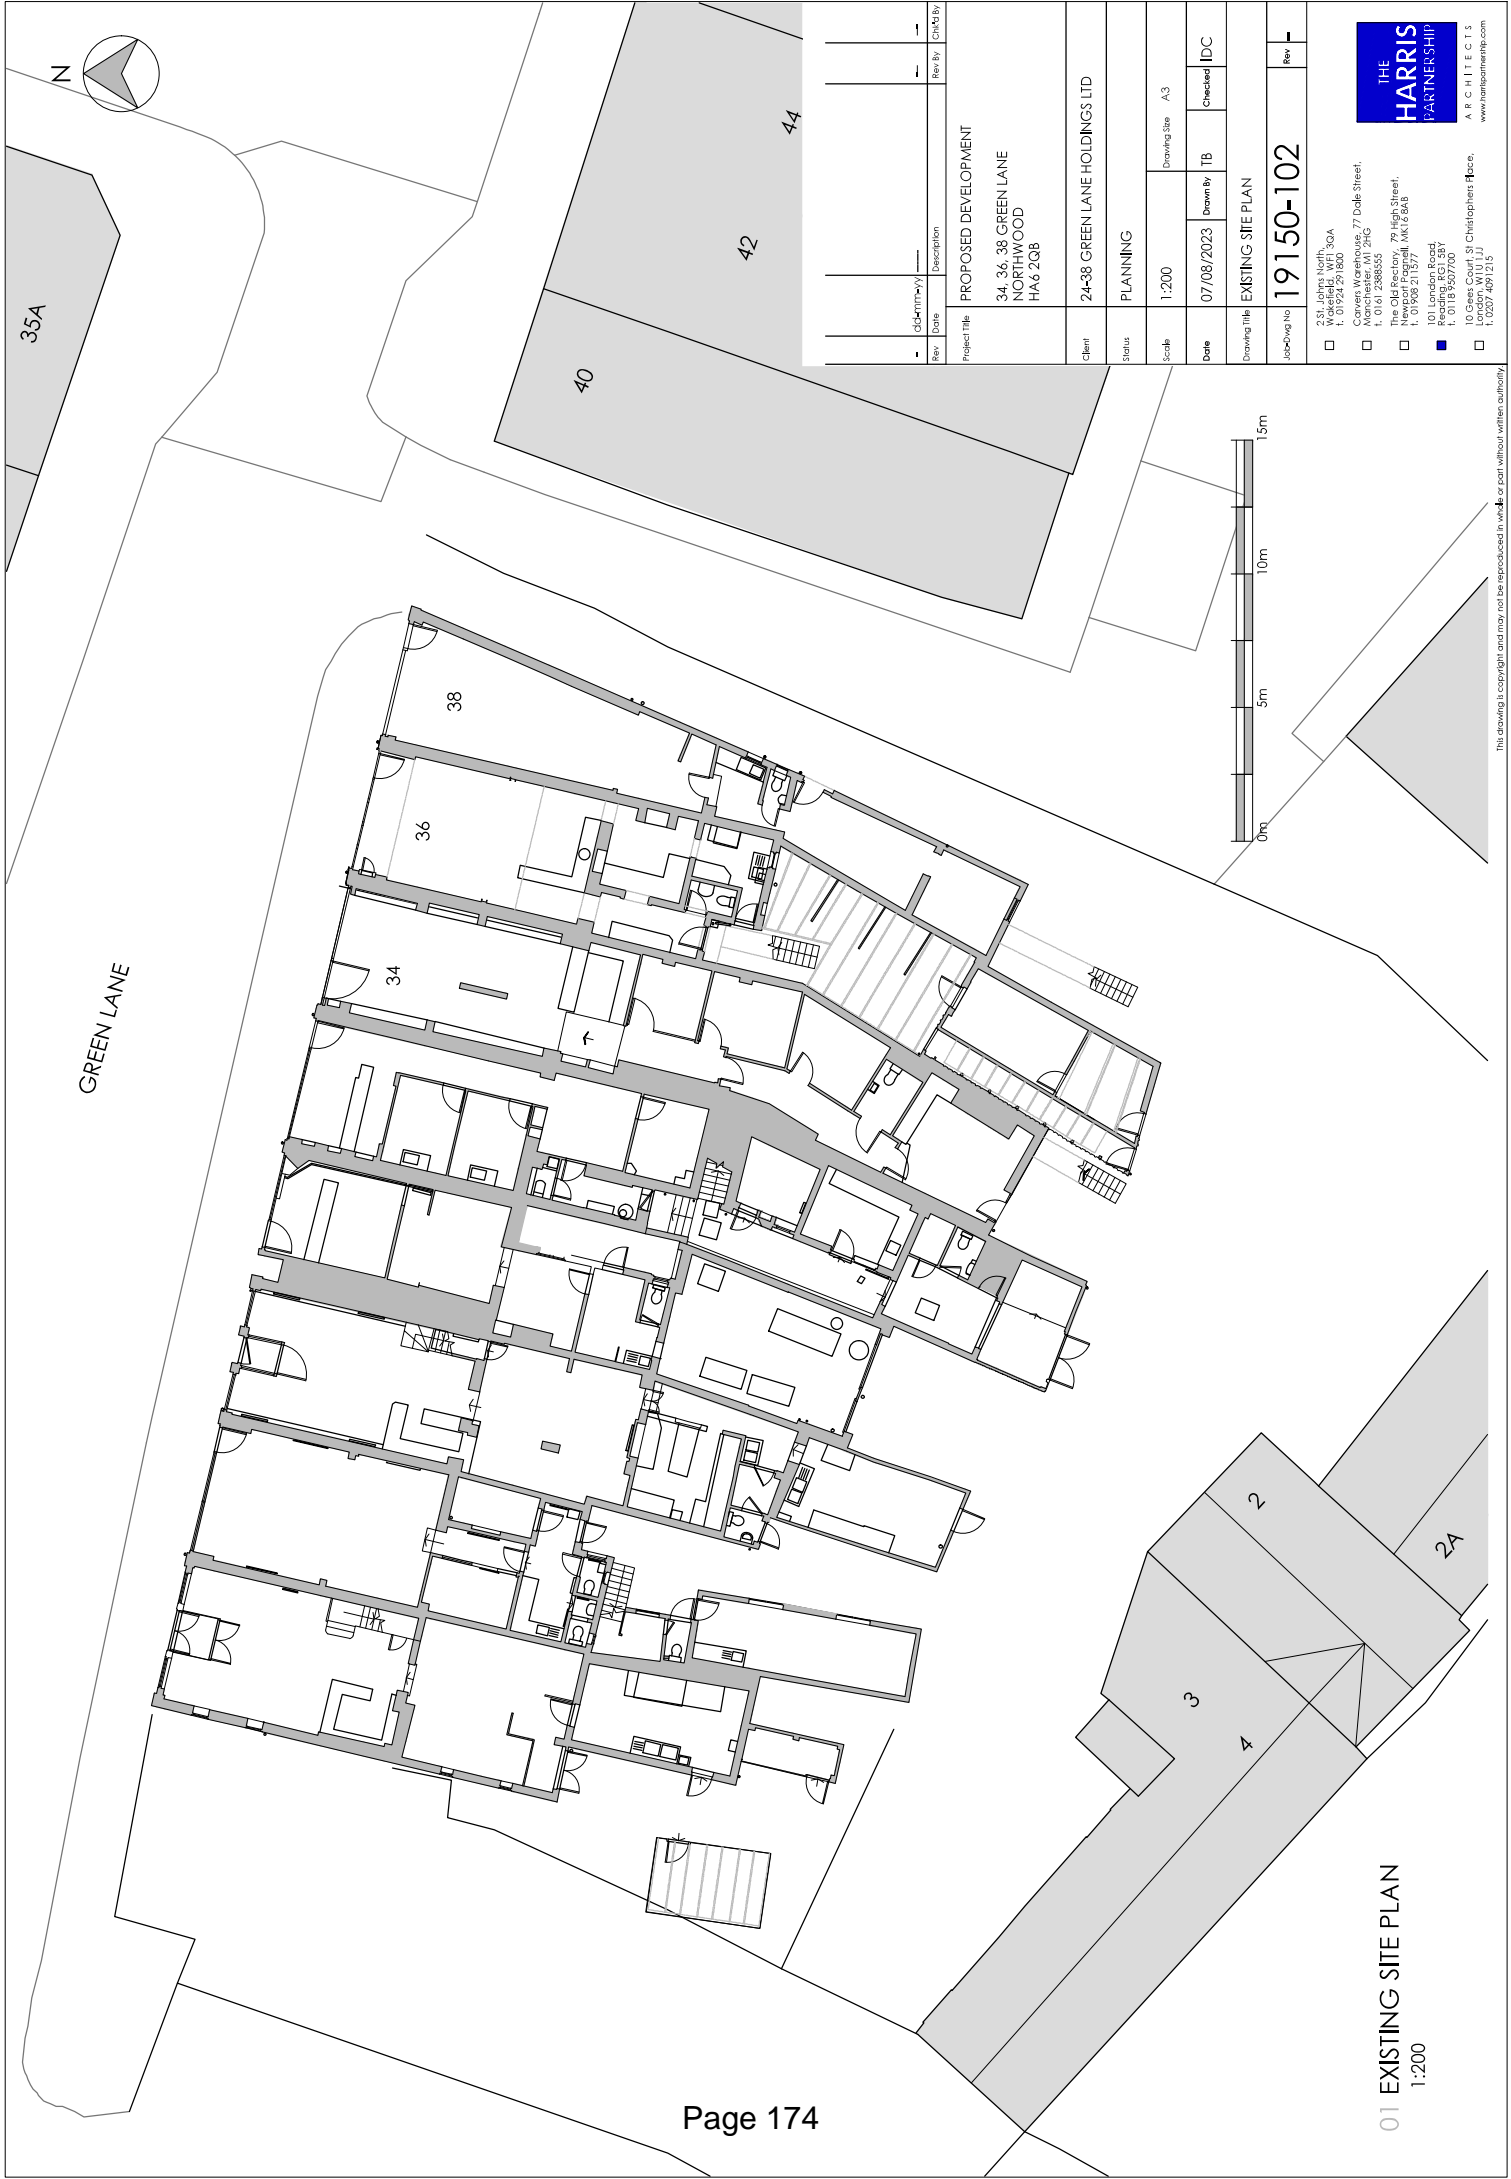 N
35A
44
42
40
GREEN LANE
38
36
34
2
2A
3
4
0m
5m
10m
15m
01 EXISTING SITE PLAN
1:200
- dd-mm-yy —— — —
Rev Date Description Rev By Chk'd By
Project Title
PROPOSED DEVELOPMENT
34, 36, 38 GREEN LANE
NORTHWOOD
HA6 2QB
Client
24-38 GREEN LANE HOLDINGS LTD
Status
PLANNING
Scale 1:200 Drawing Size A3
Date 07/08/2023 Drawn By TB Checked IDC
Drawing Title EXISTING SITE PLAN
Job-Dwg No 19150-102 Rev —
2 St. Johns North,
Wakefield, WF1 3QA
t. 01924 291800
Carvers Warehouse, 77 Dale Street,
Manchester, M1 2HG
t. 0161 2388555
The Old Rectory, 79 High Street,
Newport Pagnell, MK16 8AB
t. 01908 211577
101 London Road,
Reading, RG1 5BY
t. 0118 9507700
10 Gees Court, St Christophers Place,
London, W1U 1JJ
t. 0207 4091215
THE
HARRIS
PARTNERSHIP
ARCHITECTS
www.harrispartnership.com
This drawing is copyright and may not be reproduced in whole or part without written authority.
Page 174